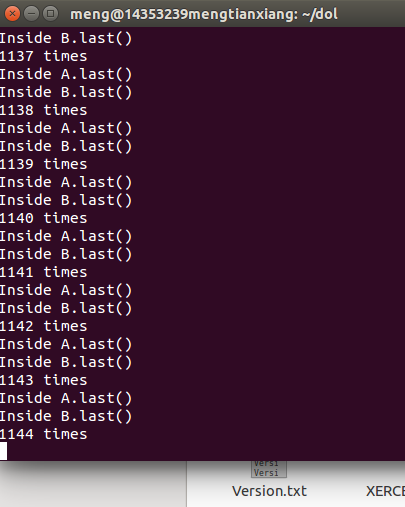 meng@14353239mengtianxiang: ~/dol
Inside B.last()
1137 times
Inside A.last()
Inside B.last()
1138 times
Inside A.last()
Inside B.last()
1139 times
Inside A.last()
Inside B.last()
1140 times
Inside A.last()
Inside B.last()
1141 times
Inside A.last()
Inside B.last()
1142 times
Inside A.last()
Inside B.last()
1143 times
Inside A.last()
Inside B.last()
1144 times
Versi
Versi
Version.txt XERCE